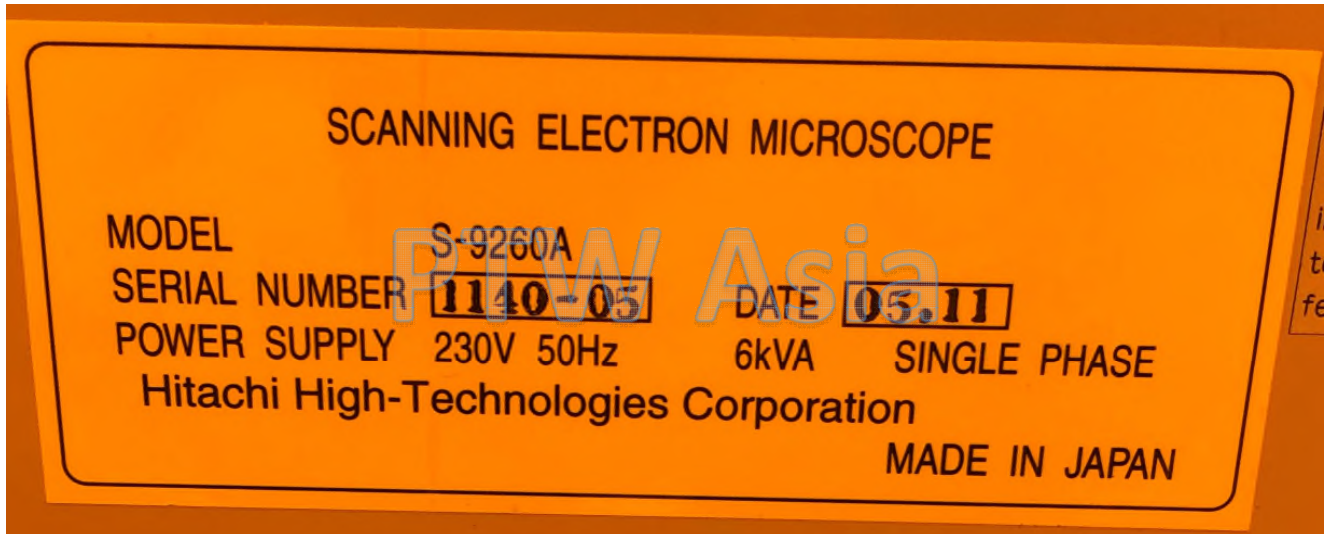 SCANNING ELECTRON MICROSCOPE
MODEL S-9260A
SERIAL NUMBER 1140-05 DATE 05.11
POWER SUPPLY 230V 50Hz 6kVA SINGLE PHASE
Hitachi High-Technologies Corporation
MADE IN JAPAN
PTW Asia